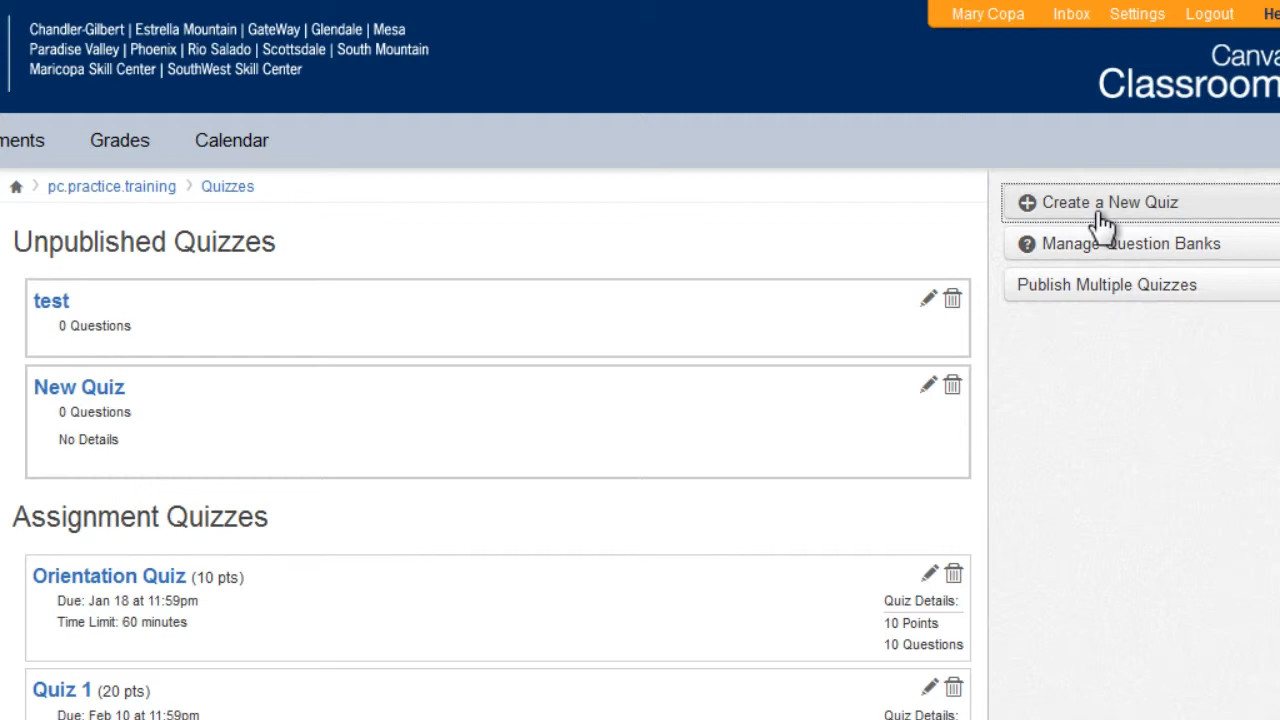 Chandler-Gilbert | Estrella Mountain | GateWay | Glendale | Mesa
Paradise Valley | Phoenix | Rio Salado | Scottsdale | South Mountain
Maricopa Skill Center | SouthWest Skill Center
Mary Copa Inbox Settings Logout He
Canva
Classroom
ments Grades Calendar
pc.practice.training Quizzes
Unpublished Quizzes
test
0 Questions
New Quiz
0 Questions
No Details
Assignment Quizzes
Orientation Quiz (10 pts)
Due: Jan 18 at 11:59pm
Time Limit: 60 minutes
Quiz Details:
10 Points
10 Questions
Quiz 1 (20 pts)
Due: Feb 10 at 11:59pm
Quiz Details:
Create a New Quiz
Manage Question Banks
Publish Multiple Quizzes